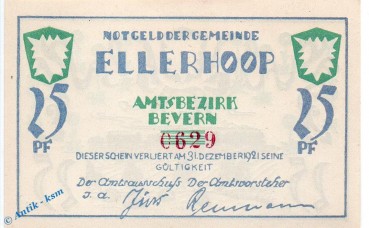 NOTGELD DER GEMEINDE
ELLERHOOP
25 PF
25 PF
AMTSBEZIRK
BEVERN
0629
DIESER SCHEIN VERLIERT AM 31. DEZEMBER 1921 SEINE
GÜLTIGKEIT
Der Amtsausschuß Der Amtsvorsteher
I. A.
© Antik - ksm